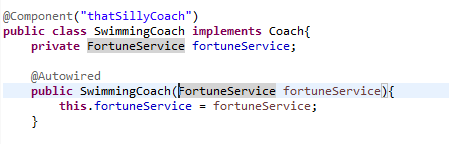 @Component("thatSillyCoach")
public class SwimmingCoach implements Coach{
private FortuneService fortuneService;
@Autowired
public SwimmingCoach(FortuneService fortuneService){
this.fortuneService = fortuneService;
}